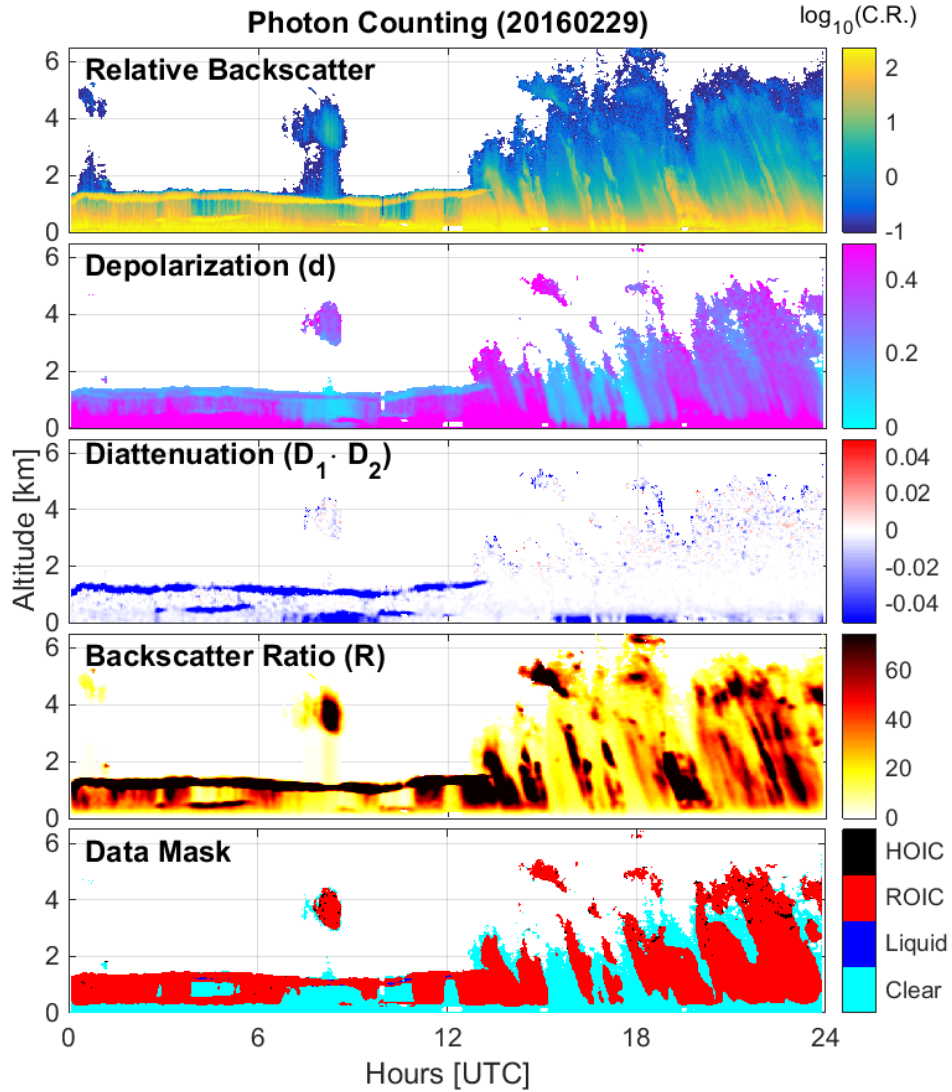 Photon Counting (20160229)
log10(C.R.)
Relative Backscatter
6
4
2
0
2
1
0
-1
Depolarization (d)
6
4
2
0
0.4
0.2
0
Diattenuation (D1· D2)
6
4
2
0
0.04
0.02
0
-0.02
-0.04
Altitude [km]
Backscatter Ratio (R)
6
4
2
0
60
40
20
0
Data Mask
6
4
2
0
HOIC
ROIC
Liquid
Clear
0 6 12 18 24
Hours [UTC]